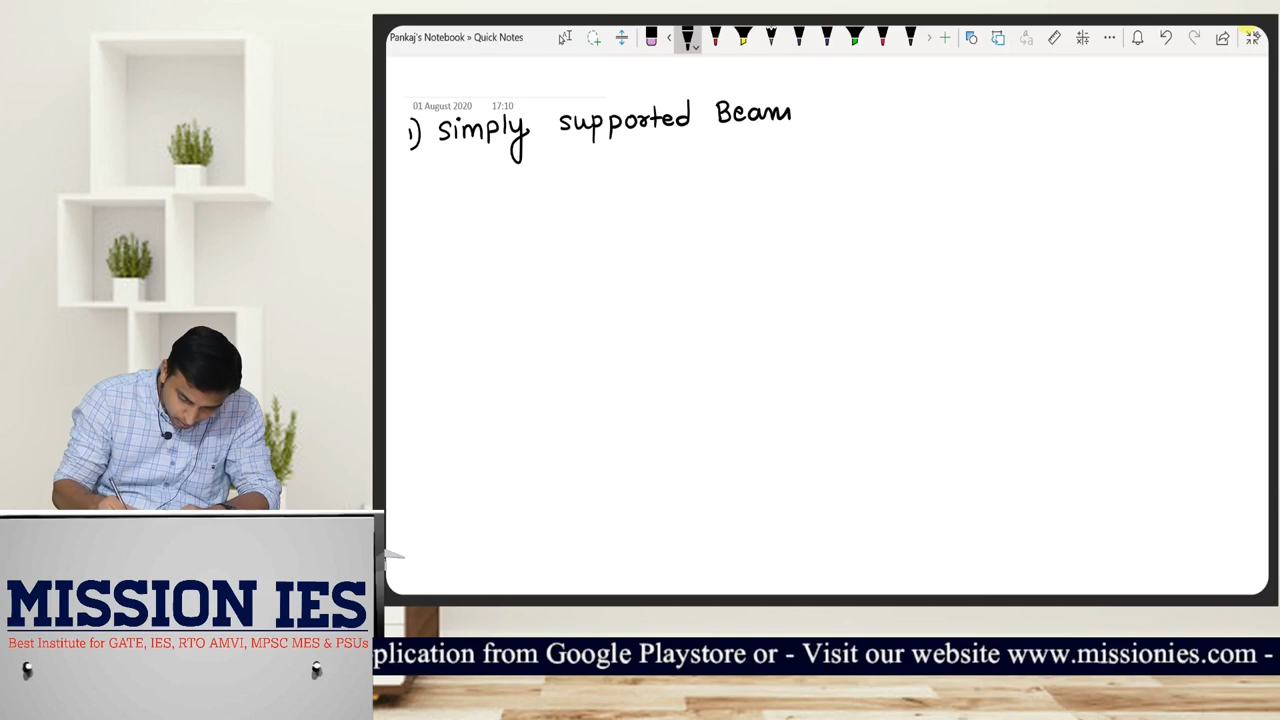 Pankaj's Notebook » Quick Notes
01 August 2020 17:10
1) simply supported Beam
MISSION IES
Best Institute for GATE, IES, RTO AMVI, MPSC MES & PSUs
plication from Google Playstore or - Visit our website www.missionies.com -